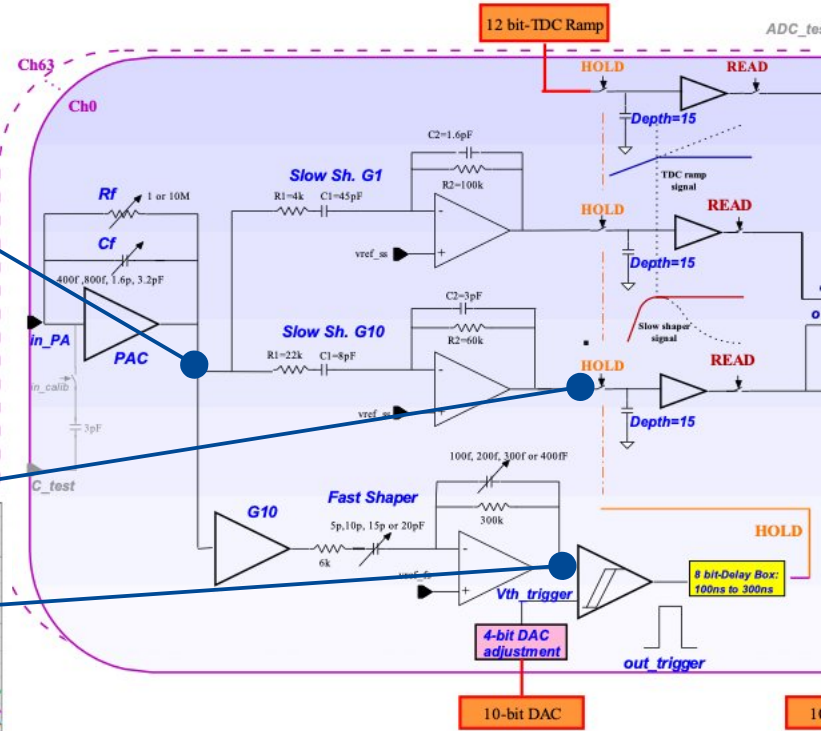 12 bit-TDC Ramp
ADC_tes
Ch63
Ch0
HOLD
READ
Depth=15
TDC ramp
signal
C2=1.6pF
R2=100k
Slow Sh. G1
R1=4k
C1=45pF
vref_ss
HOLD
READ
Depth=15
Rf
1 or 10M
Cf
400f ,800f, 1.6p, 3.2pF
in_PA
PAC
in_calib
3pF
C_test
C2=3pF
R2=60k
Slow Sh. G10
R1=22k
C1=8pF
Slow shaper
signal
o
HOLD
READ
Depth=15
100f, 200f, 300f or 400fF
300k
G10
Fast Shaper
5p,10p, 15p or 20pF
6k
Vth_trigger
HOLD
8 bit-Delay Box:
100ns to 300ns
4-bit DAC
adjustment
out_trigger
10-bit DAC
10